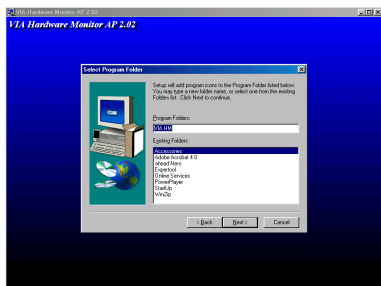 VIA Hardware Monitor AP 2.02
VIA Hardware Monitor AP 2.02
Select Program Folder
Setup will add program icons to the Program Folder listed below.
You may type a new folder name, or select one from the existing
Folders list. Click Next to continue.
Program Folders:
VIA HM
Existing Folders:
Accessories
Adobe Acrobat 4.0
ahead Nero
Expertool
Online Services
PowerPlayer
StartUp
WinZip
< Back
Next >
Cancel